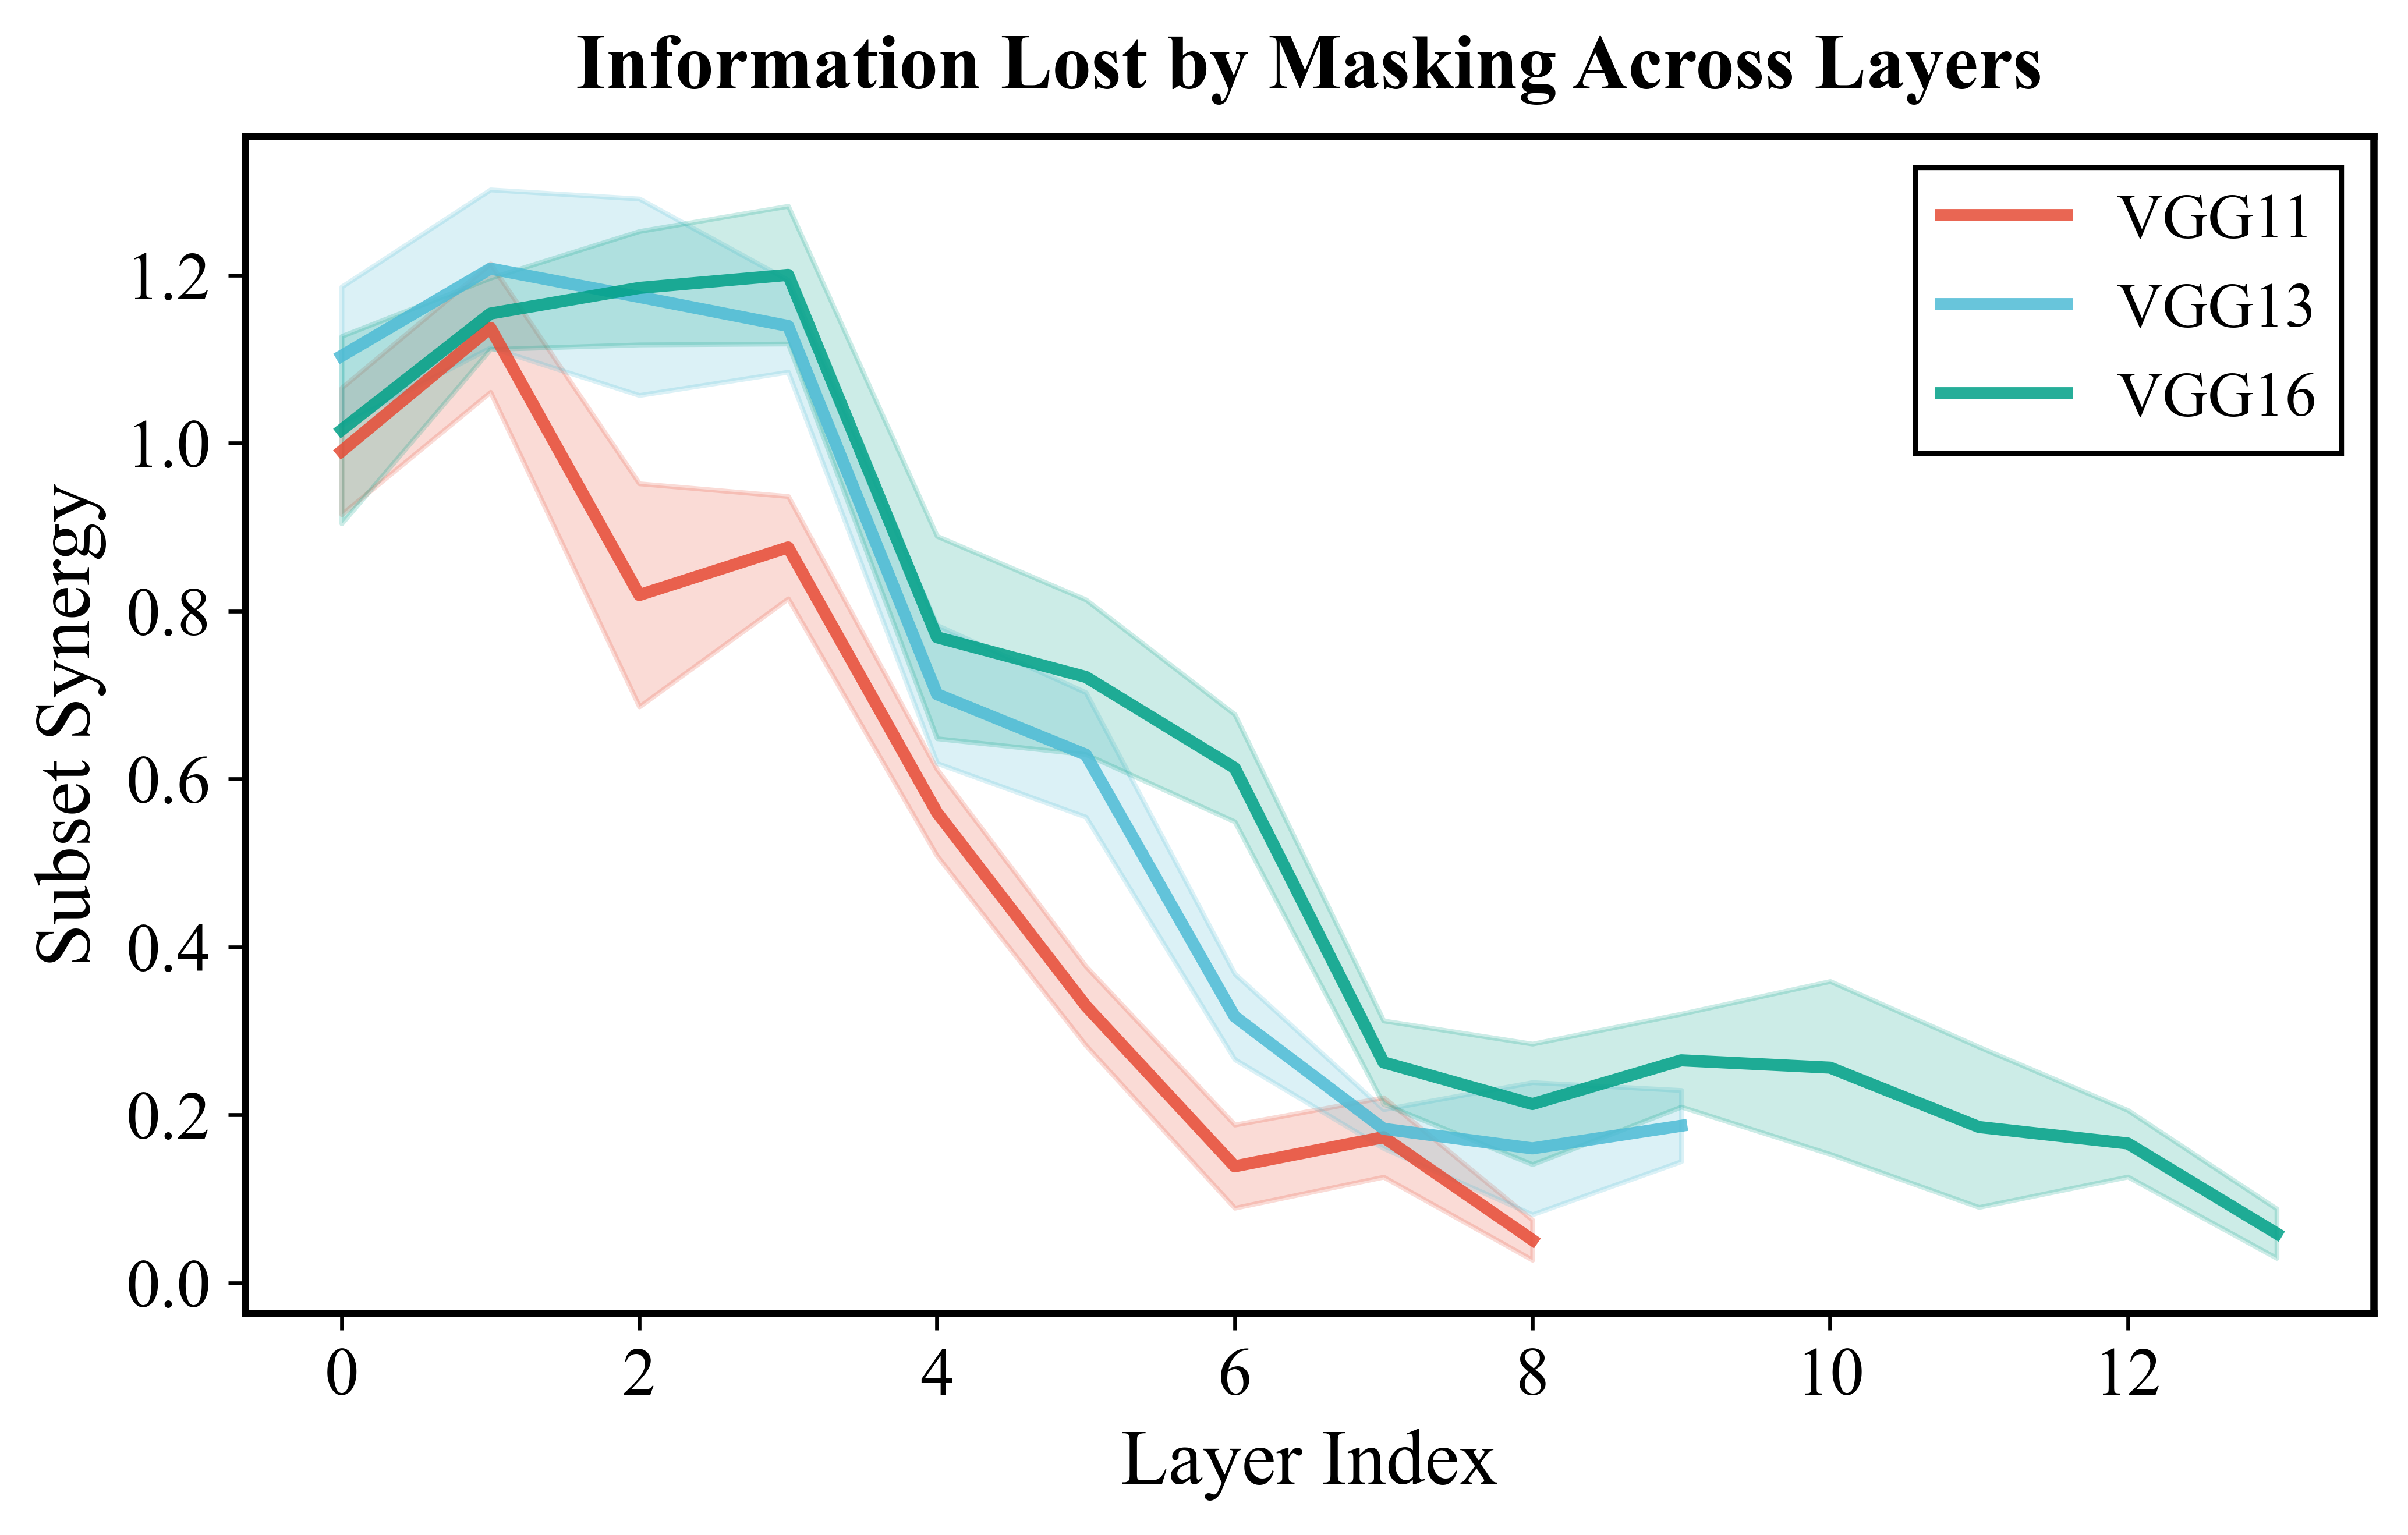 Information Lost by Masking Across Layers
VGG11
VGG13
VGG16
Subset Synergy
1.2
1.0
0.8
0.6
0.4
0.2
0.0
0 2 4 6 8 10 12
Layer Index